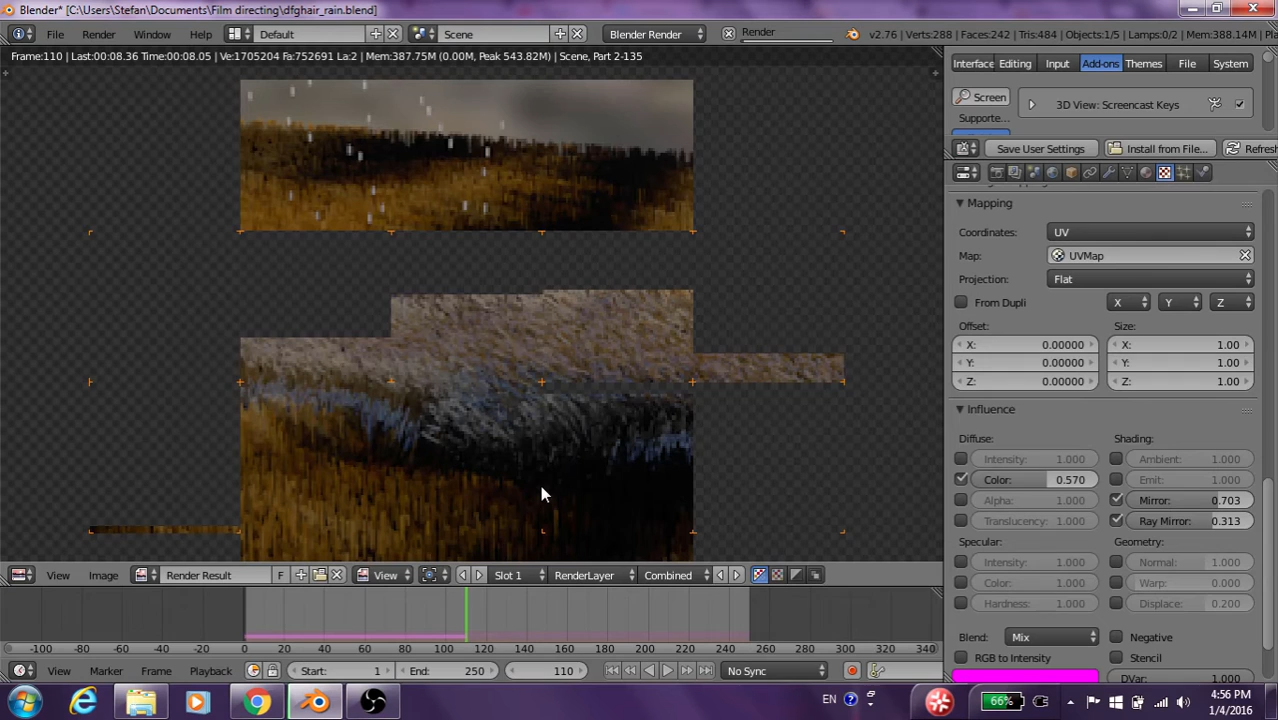 Blender* [C:\Users\Stefan\Documents\Film directing\dfghair_rain.blend]
File Render Window Help Default Scene Blender Render Render v2.76 | Verts:288 | Faces:242 | Tris:484 | Objects:1/5 | Lamps:0/2 | Mem:388.14M
Frame:110 | Last:00:08.36 Time:00:08.05 | Ve:1705204 Fa:752691 La:2 | Mem:387.75M (0.00M, Peak 543.82M) | Scene, Part 2-135
Interface Editing Input Add-ons Themes File System
Screen
3D View: Screencast Keys
Supporte...
Save User Settings Install from File... Refresh
Mapping
Coordinates: UV
Map: UVMap
Projection: Flat
From Dupli X Y Z
Offset: Size:
X: 0.00000 X: 1.00
Y: 0.00000 Y: 1.00
Z: 0.00000 Z: 1.00
Influence
Diffuse: Shading:
Intensity: 1.000 Ambient: 1.000
Color: 0.570 Emit: 1.000
Alpha: 1.000 Mirror: 0.703
Translucency: 1.000 Ray Mirror: 0.313
Specular: Geometry:
Intensity: 1.000 Normal: 1.000
Color: 1.000 Warp: 0.000
Hardness: 1.000 Displace: 0.200
Blend: Mix Negative
RGB to Intensity Stencil
DVar: 1.000
View Image Render Result F View Slot 1 RenderLayer Combined
-100 -80 -60 -40 -20 0 20 40 60 80 100 120 140 160 180 200 220 240 260 280 300 320 340
View Marker Frame Playback Start: 1 End: 250 110 No Sync
EN 66% 4:56 PM
1/4/2016